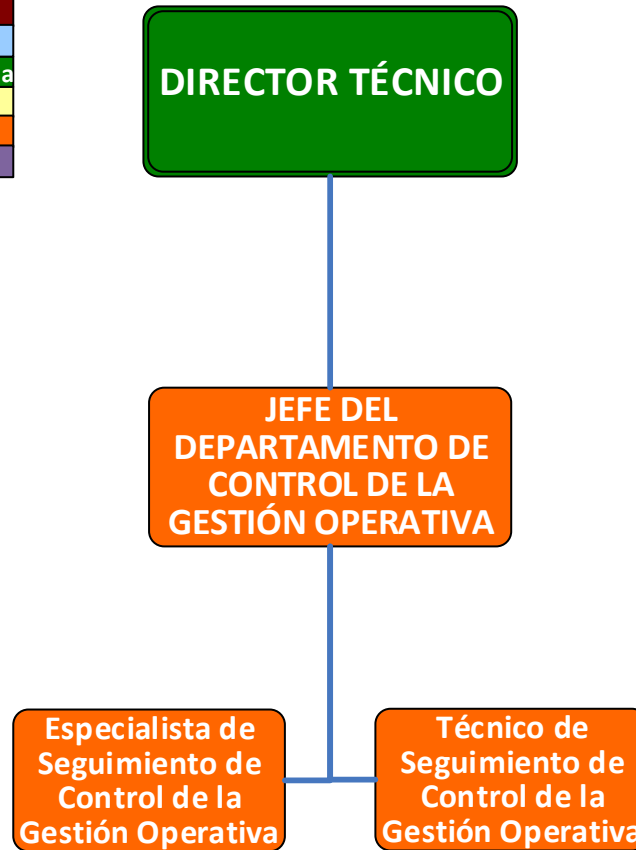 a
DIRECTOR TÉCNICO
JEFE DEL
DEPARTAMENTO DE
CONTROL DE LA
GESTIÓN OPERATIVA
Especialista de
Seguimiento de
Control de la
Gestión Operativa
Técnico de
Seguimiento de
Control de la
Gestión Operativa